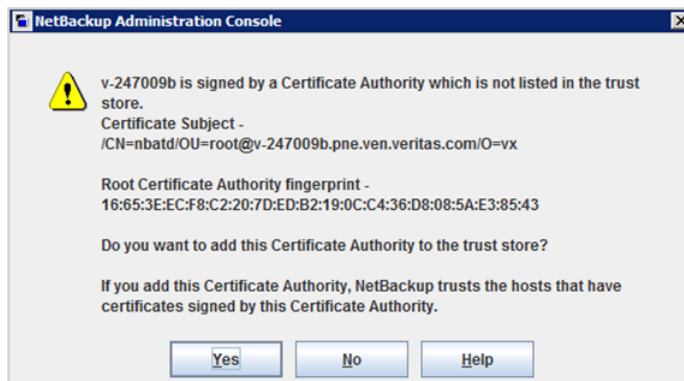 NetBackup Administration Console
v-247009b is signed by a Certificate Authority which is not listed in the trust
store.
Certificate Subject -
/CN=nbatd/OU=root@v-247009b.pne.ven.veritas.com/O=vx
Root Certificate Authority fingerprint -
16:65:3E:EC:F8:C2:20:7D:ED:B2:19:0C:C4:36:D8:08:5A:E3:85:43
Do you want to add this Certificate Authority to the trust store?
If you add this Certificate Authority, NetBackup trusts the hosts that have
certificates signed by this Certificate Authority.
Yes No Help